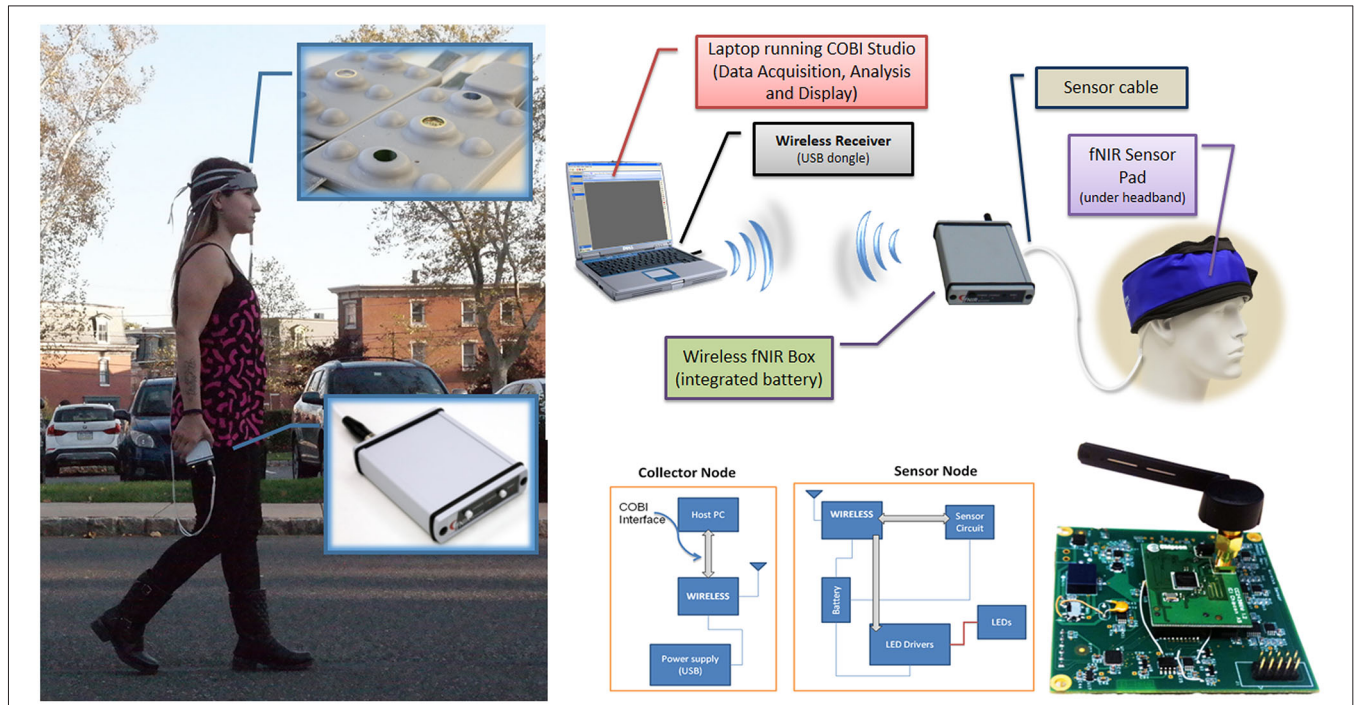 Laptop running COBI Studio
(Data Acquisition, Analysis
and Display)
Sensor cable
Wireless Receiver
(USB dongle)
fNIR Sensor
Pad
(under headband)
Wireless fNIR Box
(integrated battery)
Collector Node
COBI
Interface
Host PC
WIRELESS
Power supply
(USB)
Sensor Node
WIRELESS
Sensor
Circuit
Battery
LED Drivers
LEDs
Chipcon